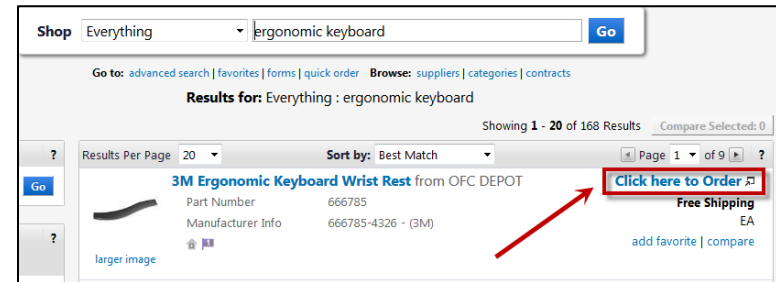 Shop Everything ergonomic keyboard Go
Go to: advanced search | favorites | forms | quick order Browse: suppliers | categories | contracts
Results for: Everything : ergonomic keyboard
Showing 1 - 20 of 168 Results Compare Selected: 0
? Results Per Page 20 Sort by: Best Match Page 1 of 9 ?
Go 3M Ergonomic Keyboard Wrist Rest from OFC DEPOT Click here to Order
Part Number 666785 Free Shipping
Manufacturer Info 666785-4326 - (3M) EA
? 1 add favorite | compare
larger image